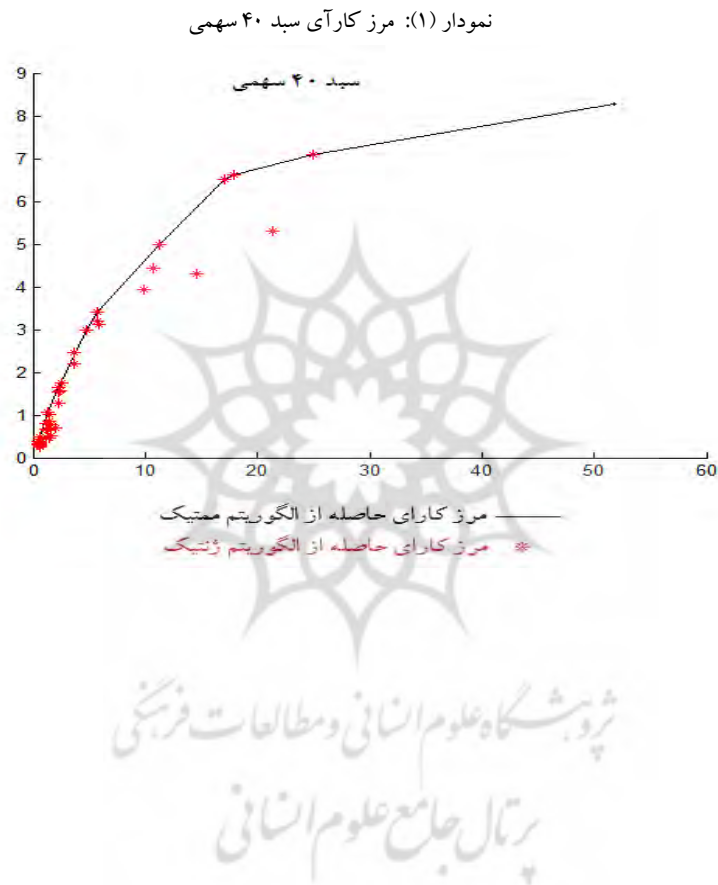 نمودار (۱): مرز کارآی سبد ۴۰ سهمی
سبد ۴۰ سهمی
9
8
7
6
5
4
3
2
1
0
0 10 20 30 40 50 60
مرز کارای حاصله از الگوریتم ممتیک
مرز کارای حاصله از الگوریتم ژنتیک
پژوهشگاه علوم انسانی و مطالعات فرهنگی
پرتال جامع علوم انسانی